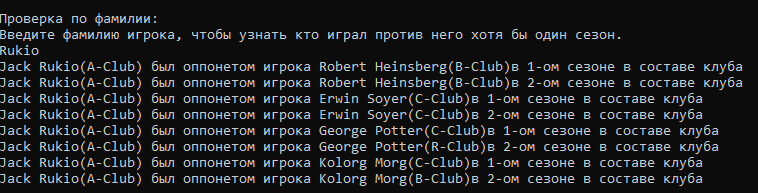 Проверка по фамилии:
Введите фамилию игрока, чтобы узнать кто играл против него хотя бы один сезон.
Rukio
Jack Rukio(A-Club) был оппонетом игрока Robert Heinsberg(B-Club)в 1-ом сезоне в составе клуба
Jack Rukio(A-Club) был оппонетом игрока Robert Heinsberg(B-Club)в 2-ом сезоне в составе клуба
Jack Rukio(A-Club) был оппонетом игрока Erwin Soyer(C-Club)в 1-ом сезоне в составе клуба
Jack Rukio(A-Club) был оппонетом игрока Erwin Soyer(C-Club)в 2-ом сезоне в составе клуба
Jack Rukio(A-Club) был оппонетом игрока George Potter(C-Club)в 1-ом сезоне в составе клуба
Jack Rukio(A-Club) был оппонетом игрока George Potter(R-Club)в 2-ом сезоне в составе клуба
Jack Rukio(A-Club) был оппонетом игрока Kolorg Morg(C-Club)в 1-ом сезоне в составе клуба
Jack Rukio(A-Club) был оппонетом игрока Kolorg Morg(B-Club)в 2-ом сезоне в составе клуба